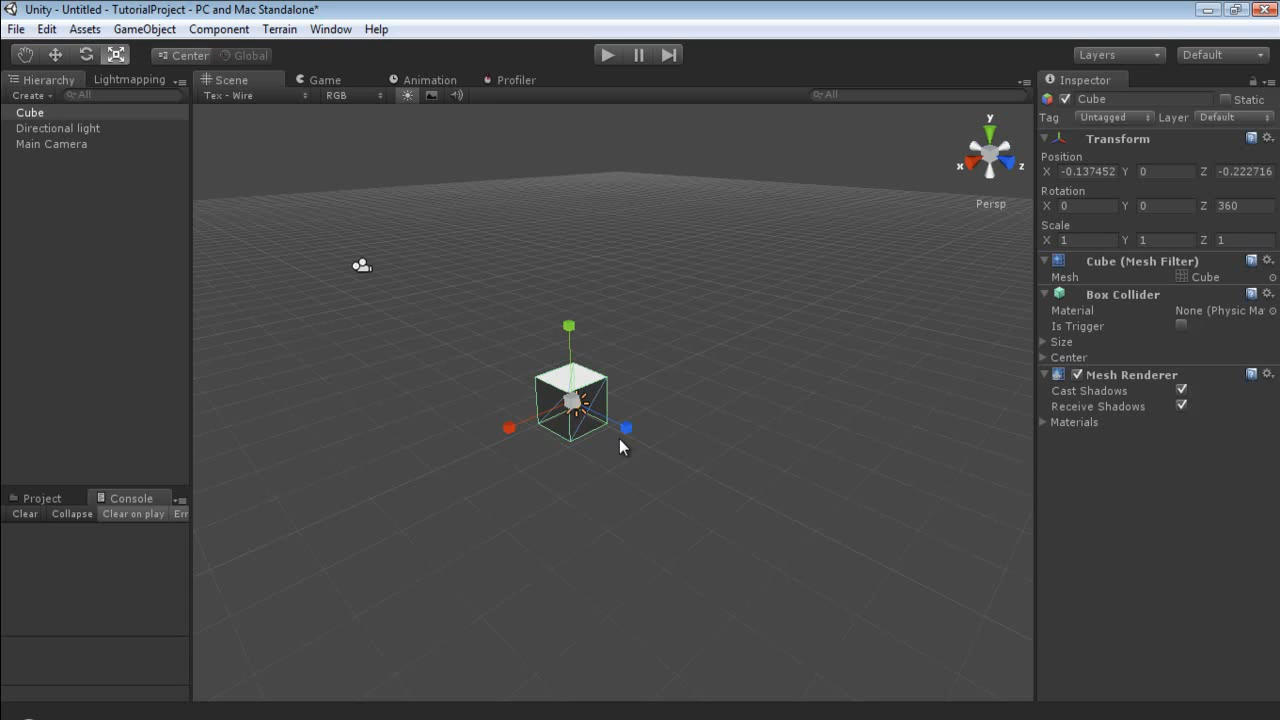 Unity - Untitled - TutorialProject - PC and Mac Standalone*
File Edit Assets GameObject Component Terrain Window Help
Center Global Layers Default
Hierarchy Lightmapping
Create All
Cube
Directional light
Main Camera
Scene Game Animation Profiler
Tex - Wire RGB All
y
x z
Persp
Project Console
Clear Collapse Clear on play Err
Inspector
Cube Static
Tag Untagged Layer Default
Transform
Position
X -0.137452 Y 0 Z -0.222716
Rotation
X 0 Y 0 Z 360
Scale
X 1 Y 1 Z 1
Cube (Mesh Filter)
Mesh Cube
Box Collider
Material None (Physic Ma
Is Trigger
Size
Center
Mesh Renderer
Cast Shadows
Receive Shadows
Materials